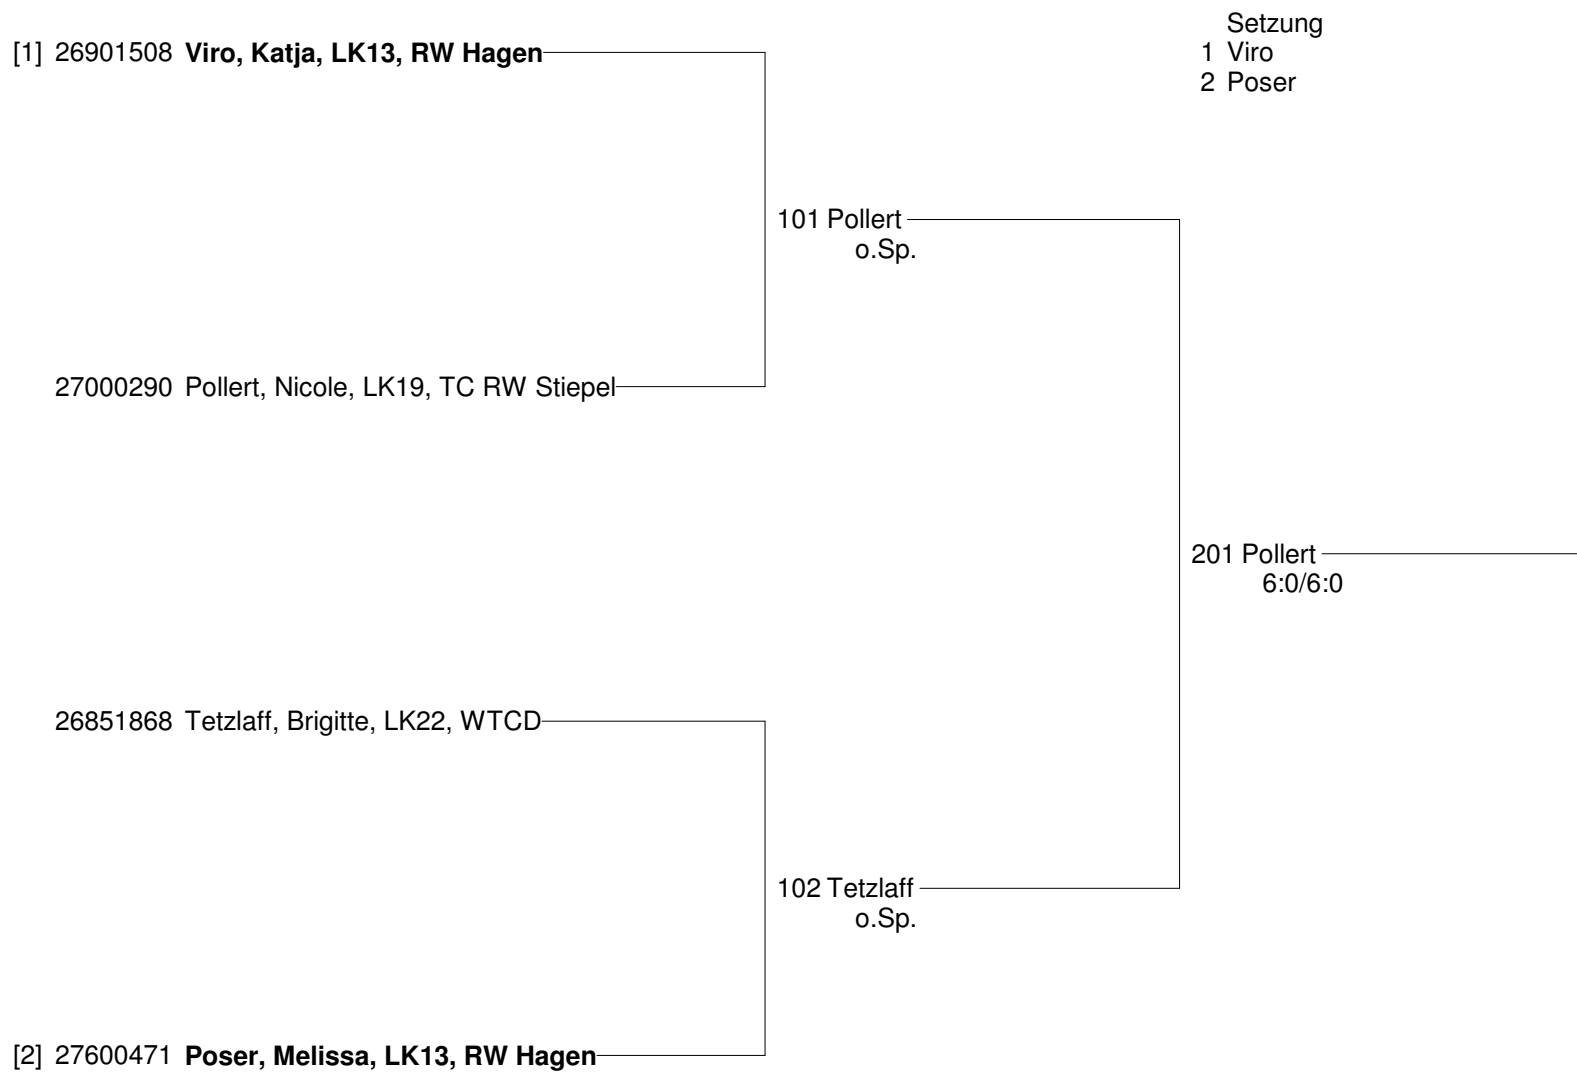 Setzung
1 Viro
2 Poser
[1] 26901508 Viro, Katja, LK13, RW Hagen
101 Pollert
o.Sp.
27000290 Pollert, Nicole, LK19, TC RW Stiepel
201 Pollert
6:0/6:0
26851868 Tetzlaff, Brigitte, LK22, WTCD
102 Tetzlaff
o.Sp.
[2] 27600471 Poser, Melissa, LK13, RW Hagen